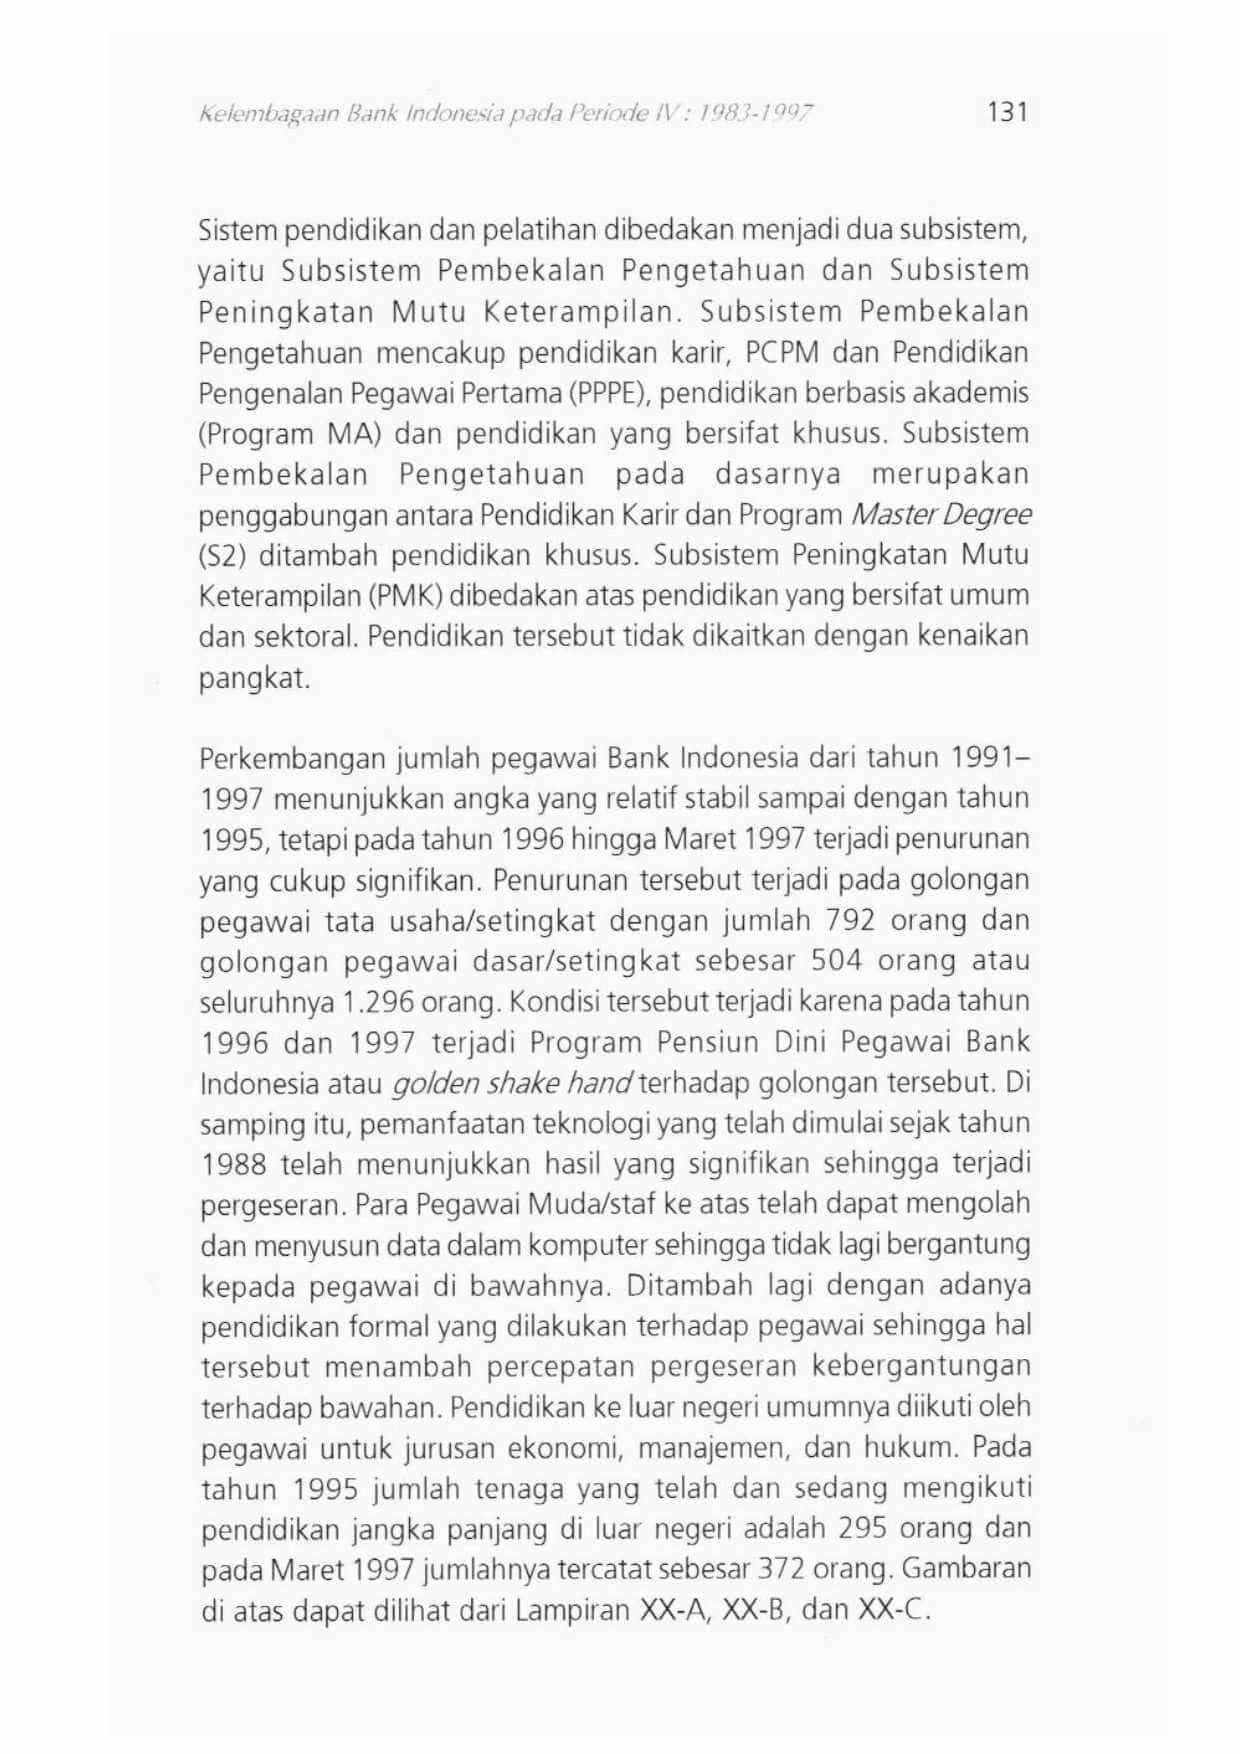 Kelembagaan Bank Indonesia pada Periode IV : 1983-1997 131
Sistem pendidikan dan pelatihan dibedakan menjadi dua subsistem,
yaitu Subsistem Pembekalan Pengetahuan dan Subsistem
Peningkatan Mutu Keterampilan. Subsistem Pembekalan
Pengetahuan mencakup pendidikan karir, PCPM dan Pendidikan
Pengenalan Pegawai Pertama (PPPE), pendidikan berbasis akademis
(Program MA) dan pendidikan yang bersifat khusus. Subsistem
Pembekalan Pengetahuan pada dasarnya merupakan
penggabungan antara Pendidikan Karir dan Program Master Degree
(S2) ditambah pendidikan khusus. Subsistem Peningkatan Mutu
Keterampilan (PMK) dibedakan atas pendidikan yang bersifat umum
dan sektoral. Pendidikan tersebut tidak dikaitkan dengan kenaikan
pangkat.
Perkembangan jumlah pegawai Bank Indonesia dari tahun 1991–
1997 menunjukkan angka yang relatif stabil sampai dengan tahun
1995, tetapi pada tahun 1996 hingga Maret 1997 terjadi penurunan
yang cukup signifikan. Penurunan tersebut terjadi pada golongan
pegawai tata usaha/setingkat dengan jumlah 792 orang dan
golongan pegawai dasar/setingkat sebesar 504 orang atau
seluruhnya 1.296 orang. Kondisi tersebut terjadi karena pada tahun
1996 dan 1997 terjadi Program Pensiun Dini Pegawai Bank
Indonesia atau golden shake hand terhadap golongan tersebut. Di
samping itu, pemanfaatan teknologi yang telah dimulai sejak tahun
1988 telah menunjukkan hasil yang signifikan sehingga terjadi
pergeseran. Para Pegawai Muda/staf ke atas telah dapat mengolah
dan menyusun data dalam komputer sehingga tidak lagi bergantung
kepada pegawai di bawahnya. Ditambah lagi dengan adanya
pendidikan formal yang dilakukan terhadap pegawai sehingga hal
tersebut menambah percepatan pergeseran kebergantungan
terhadap bawahan. Pendidikan ke luar negeri umumnya diikuti oleh
pegawai untuk jurusan ekonomi, manajemen, dan hukum. Pada
tahun 1995 jumlah tenaga yang telah dan sedang mengikuti
pendidikan jangka panjang di luar negeri adalah 295 orang dan
pada Maret 1997 jumlahnya tercatat sebesar 372 orang. Gambaran
di atas dapat dilihat dari Lampiran XX-A, XX-B, dan XX-C.